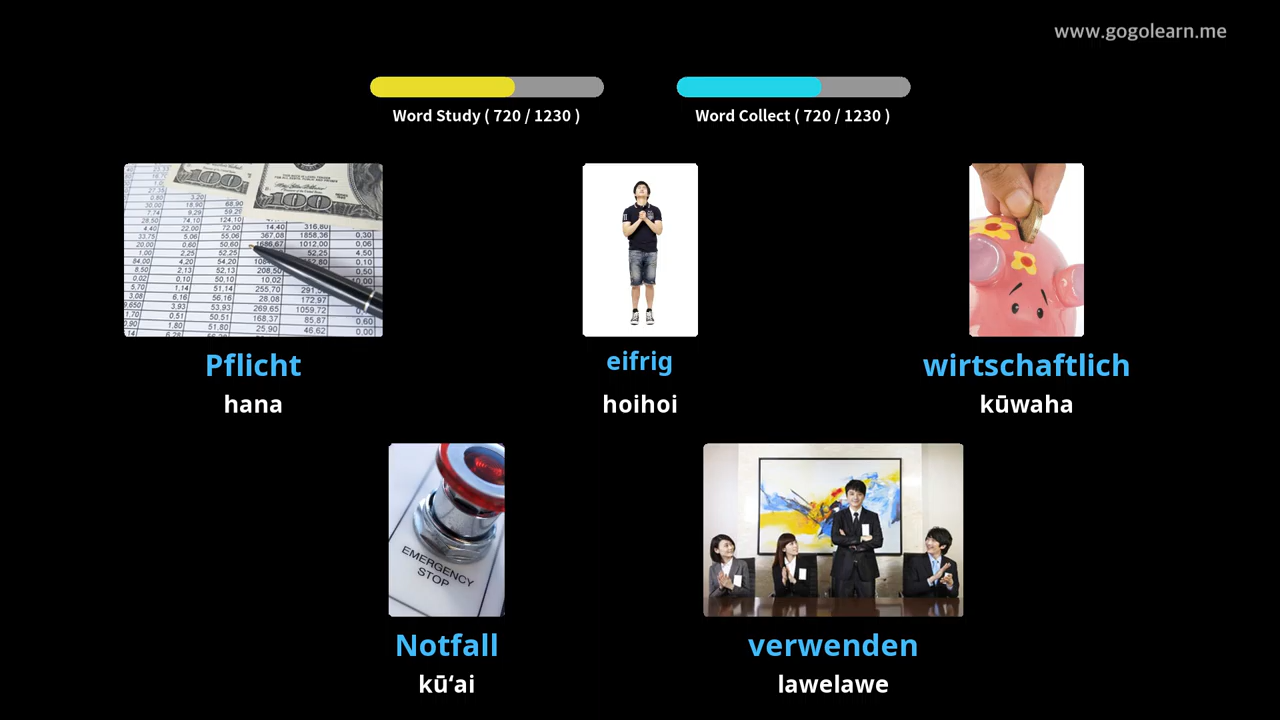 www.gogolearn.me
Word Study ( 720 / 1230 )
Word Collect ( 720 / 1230 )
Pflicht
hana
eifrig
hoihoi
wirtschaftlich
kūwaha
EMERGENCY
STOP
Notfall
kūʻai
verwenden
lawelawe